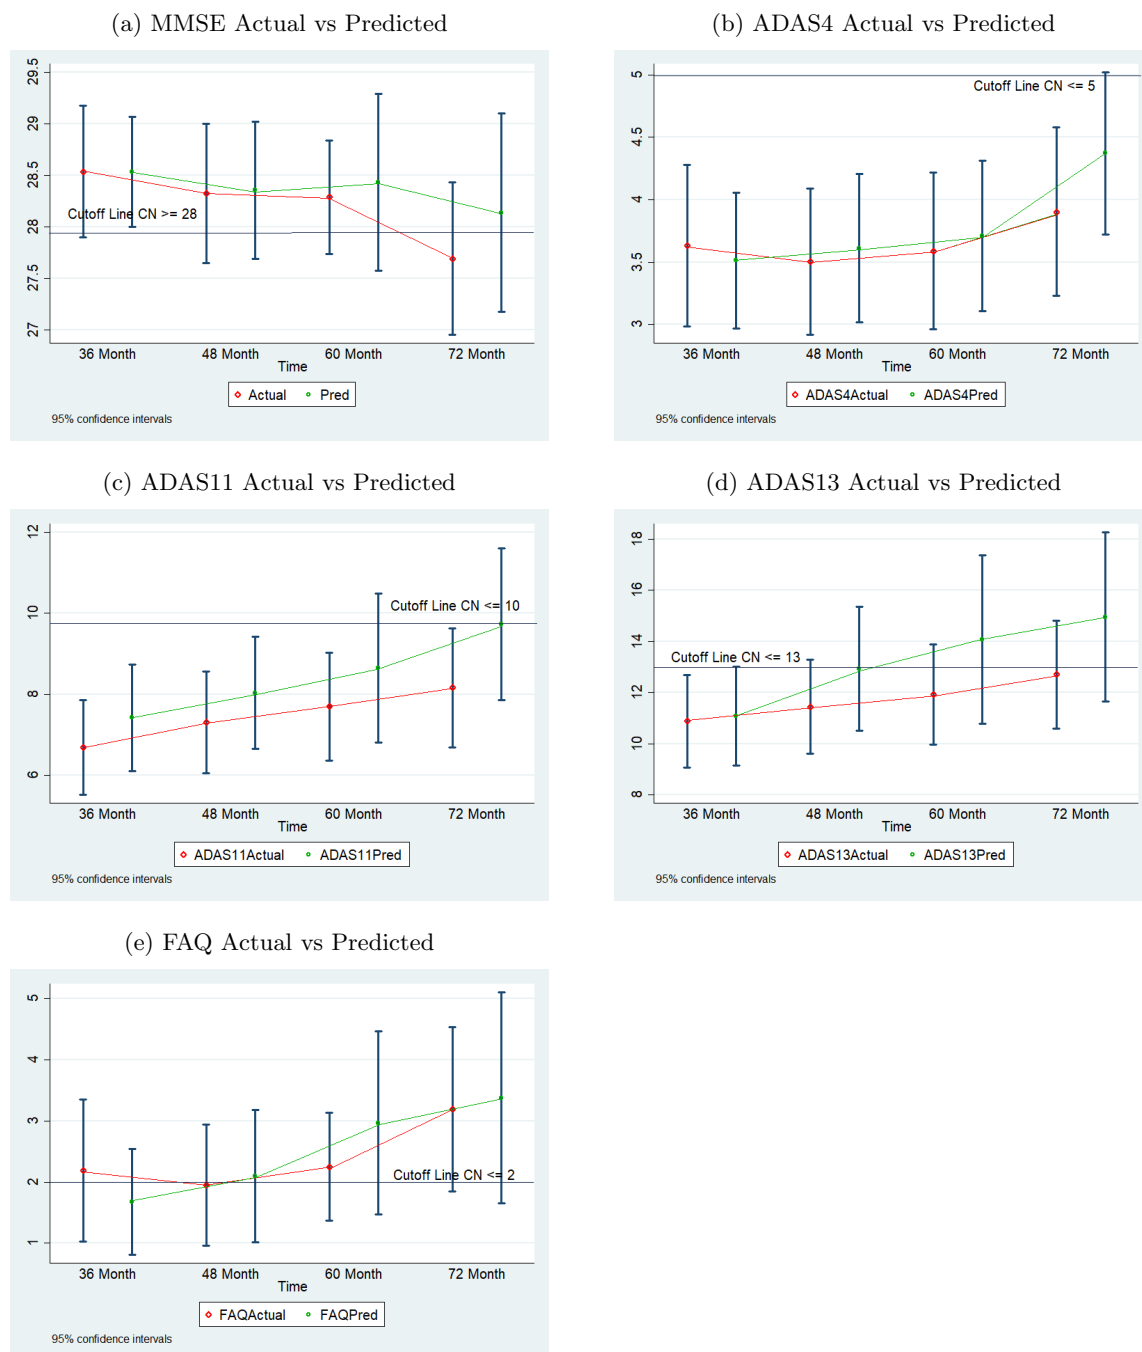 (a) MMSE Actual vs Predicted
29.5
29
28.5
28
27.5
27
Cutoff Line CN >= 28
36 Month 48 Month 60 Month 72 Month
Time
Actual Pred
95% confidence intervals
(b) ADAS4 Actual vs Predicted
5
4.5
4
3.5
3
Cutoff Line CN <= 5
36 Month 48 Month 60 Month 72 Month
Time
ADAS4Actual ADAS4Pred
95% confidence intervals
(c) ADAS11 Actual vs Predicted
12
10
8
6
Cutoff Line CN <= 10
36 Month 48 Month 60 Month 72 Month
Time
ADAS11Actual ADAS11Pred
95% confidence intervals
(d) ADAS13 Actual vs Predicted
18
16
14
12
10
8
Cutoff Line CN <= 13
36 Month 48 Month 60 Month 72 Month
Time
ADAS13Actual ADAS13Pred
95% confidence intervals
(e) FAQ Actual vs Predicted
5
4
3
2
1
Cutoff Line CN <= 2
36 Month 48 Month 60 Month 72 Month
Time
FAQActual FAQPred
95% confidence intervals